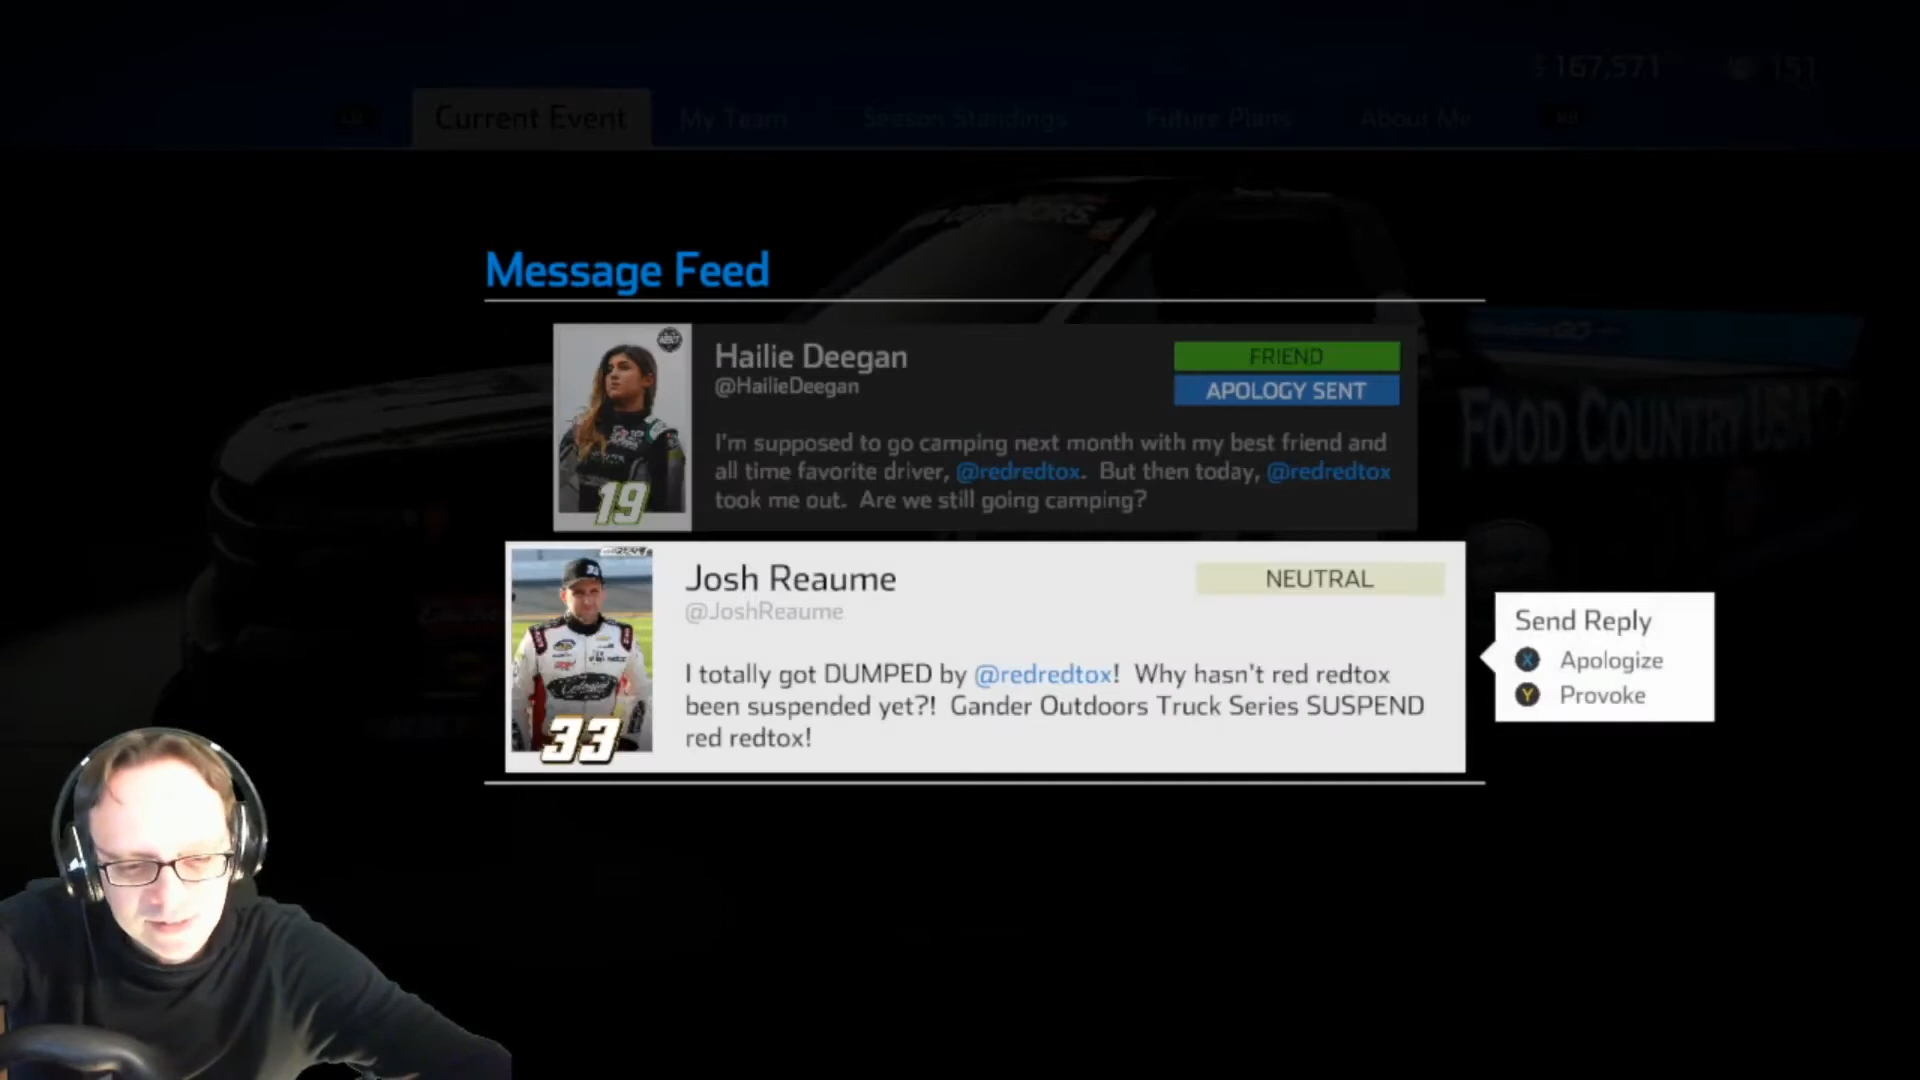 $ 167,571 151
Current Event My Team Season Standings Future Plans About Me
Message Feed
Hailie Deegan
@HailieDeegan
FRIEND
APOLOGY SENT
I'm supposed to go camping next month with my best friend and
all time favorite driver, @redredtox. But then today, @redredtox
took me out. Are we still going camping?
19
FOOD COUNTRY USA
Josh Reaume
@JoshReaume
NEUTRAL
I totally got DUMPED by @redredtox! Why hasn't red redtox
been suspended yet?! Gander Outdoors Truck Series SUSPEND
red redtox!
33
Send Reply
X Apologize
Y Provoke